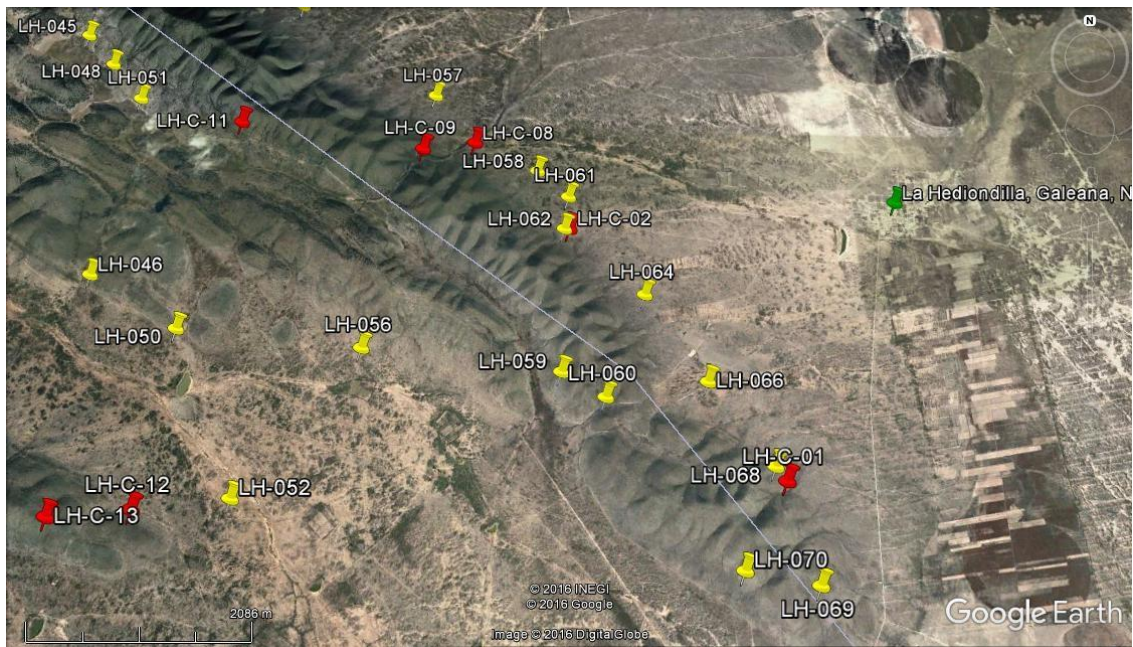 N
LH-045
LH-048
LH-051
LH-057
LH-C-11
LH-C-09
LH-C-08
LH-058
LH-061
La Hediondilla, Galeana, N
LH-062
LH-C-02
LH-046
LH-064
LH-050
LH-056
LH-059
LH-060
LH-066
LH-C-01
LH-068
LH-C-12
LH-052
LH-C-13
LH-070
LH-069
© 2016 INEGI
© 2016 Google
Image © 2016 DigitalGlobe
2086 m
Google Earth